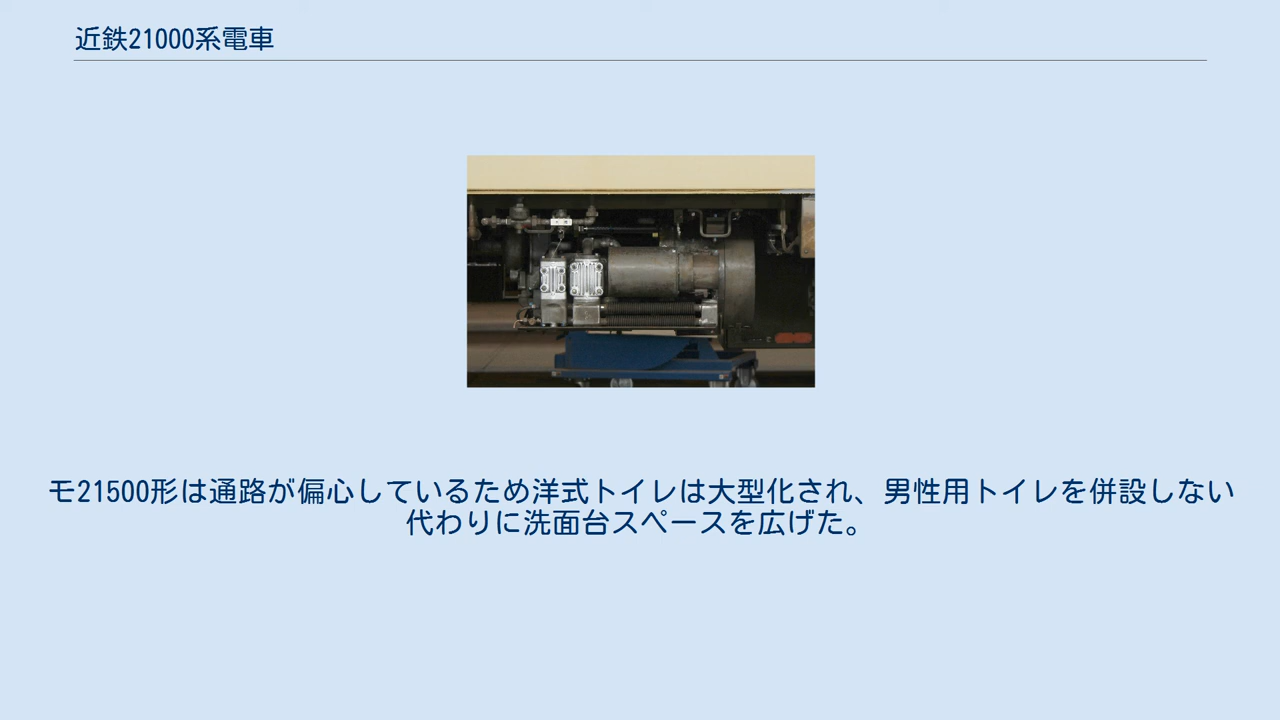 近鉄21000系電車
モ21500形は通路が偏心しているため洋式トイレは大型化され、男性用トイレを併設しない
代わりに洗面台スペースを広げた。